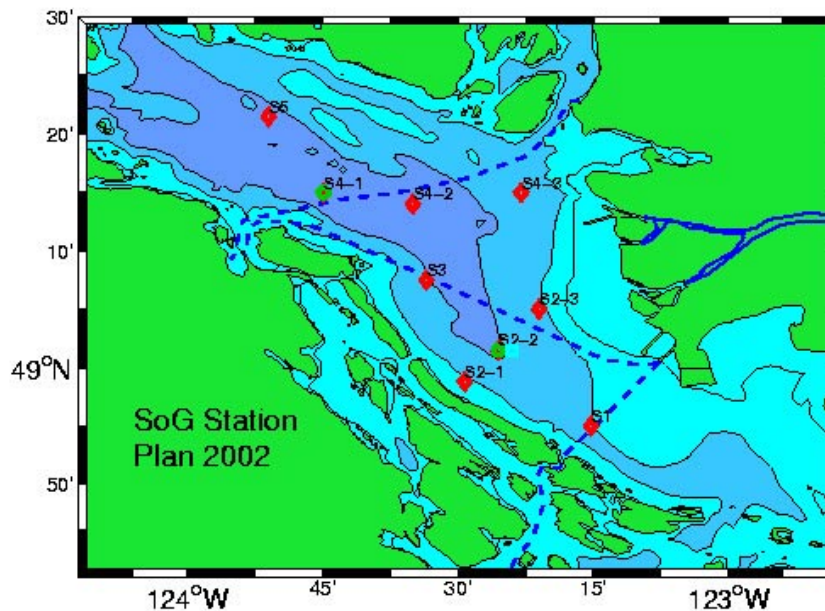 30'
S5
20'
S4-1
S4-2
S4-3
10'
S3
S2-3
S2-2
49°N
S2-1
SoG Station
Plan 2002
S1
50'
124°W
45'
30'
15'
123°W